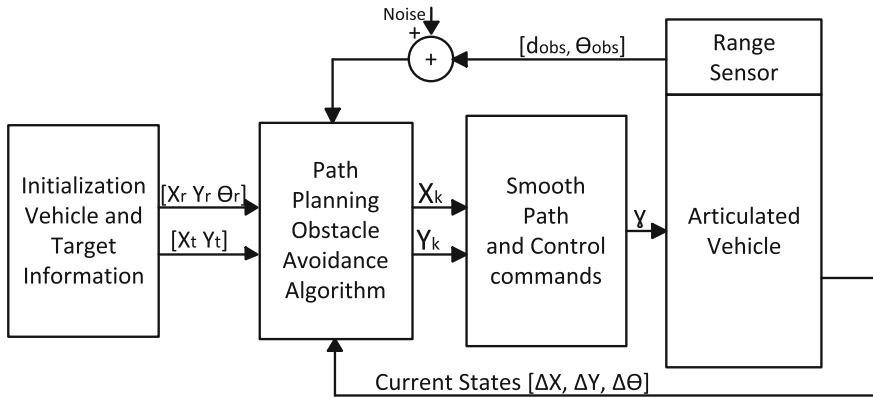 Noise
+
+
[dobs, Θobs]
Range
Sensor
Initialization
Vehicle and
Target
Information
[Xr Yr Θr]
[Xt Yt]
Path
Planning
Obstacle
Avoidance
Algorithm
Xk
Yk
Smooth
Path
and Control
commands
ɣ
Articulated
Vehicle
Current States [ΔX, ΔY, ΔΘ]